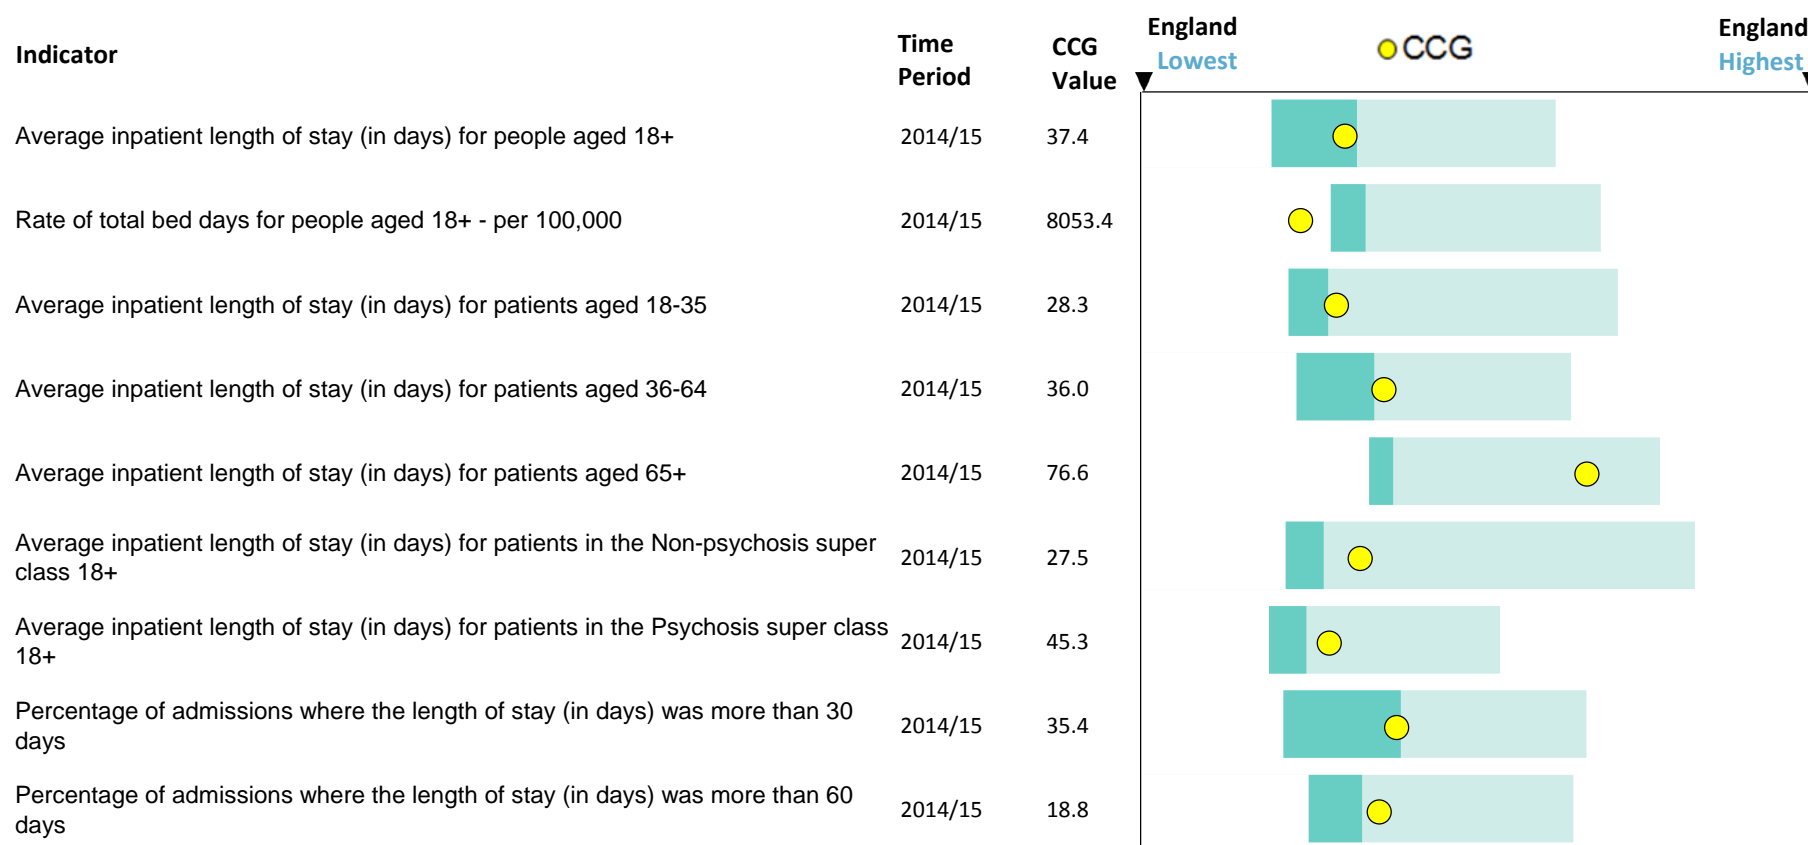 Indicator
Time
Period
CCG
Value
England
Lowest
CCG
England
Highest
Average inpatient length of stay (in days) for people aged 18+ 2014/15 37.4
Rate of total bed days for people aged 18+ - per 100,000 2014/15 8053.4
Average inpatient length of stay (in days) for patients aged 18-35 2014/15 28.3
Average inpatient length of stay (in days) for patients aged 36-64 2014/15 36.0
Average inpatient length of stay (in days) for patients aged 65+ 2014/15 76.6
Average inpatient length of stay (in days) for patients in the Non-psychosis super
class 18+
2014/15 27.5
Average inpatient length of stay (in days) for patients in the Psychosis super class
18+
2014/15 45.3
Percentage of admissions where the length of stay (in days) was more than 30
days
2014/15 35.4
Percentage of admissions where the length of stay (in days) was more than 60
days
2014/15 18.8